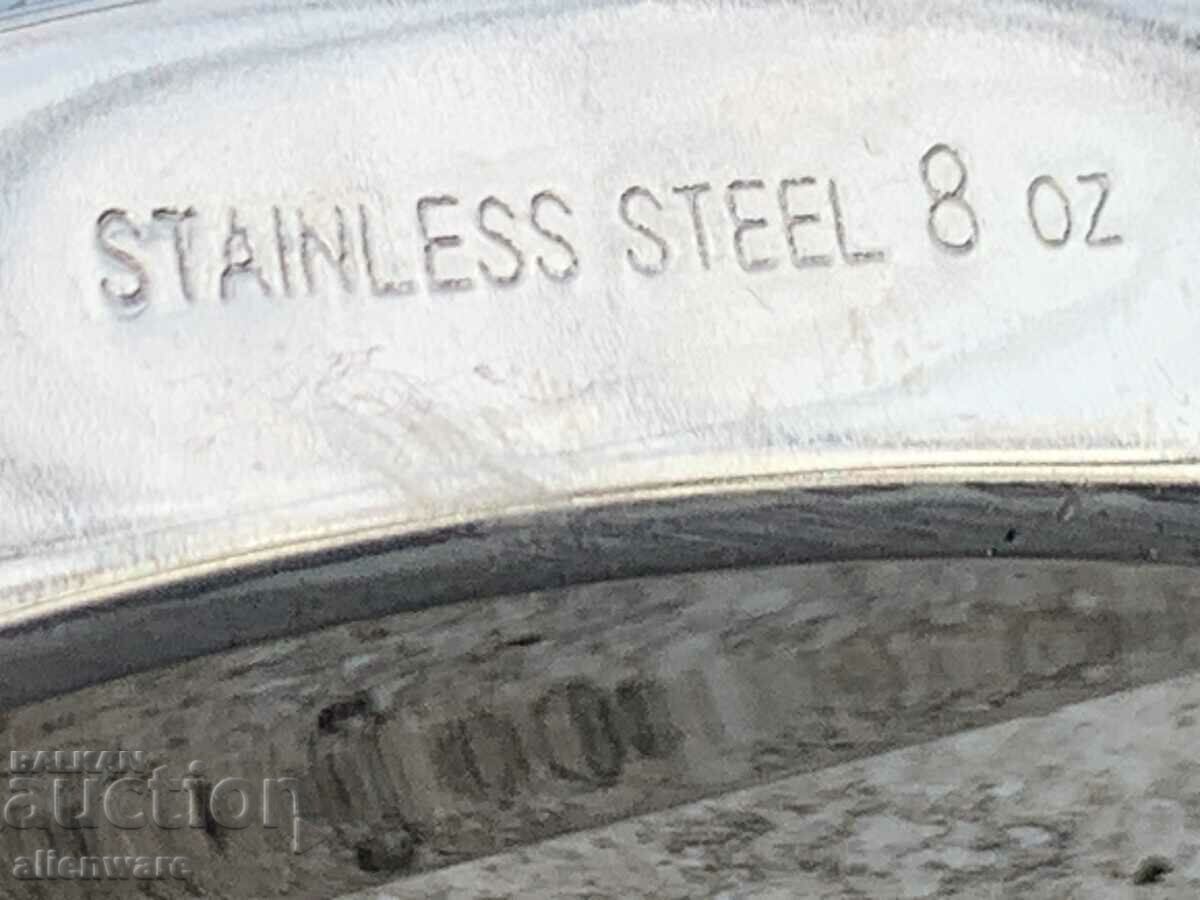 STAINLESS STEEL 8 OZ
BALKAN
auction
alienware